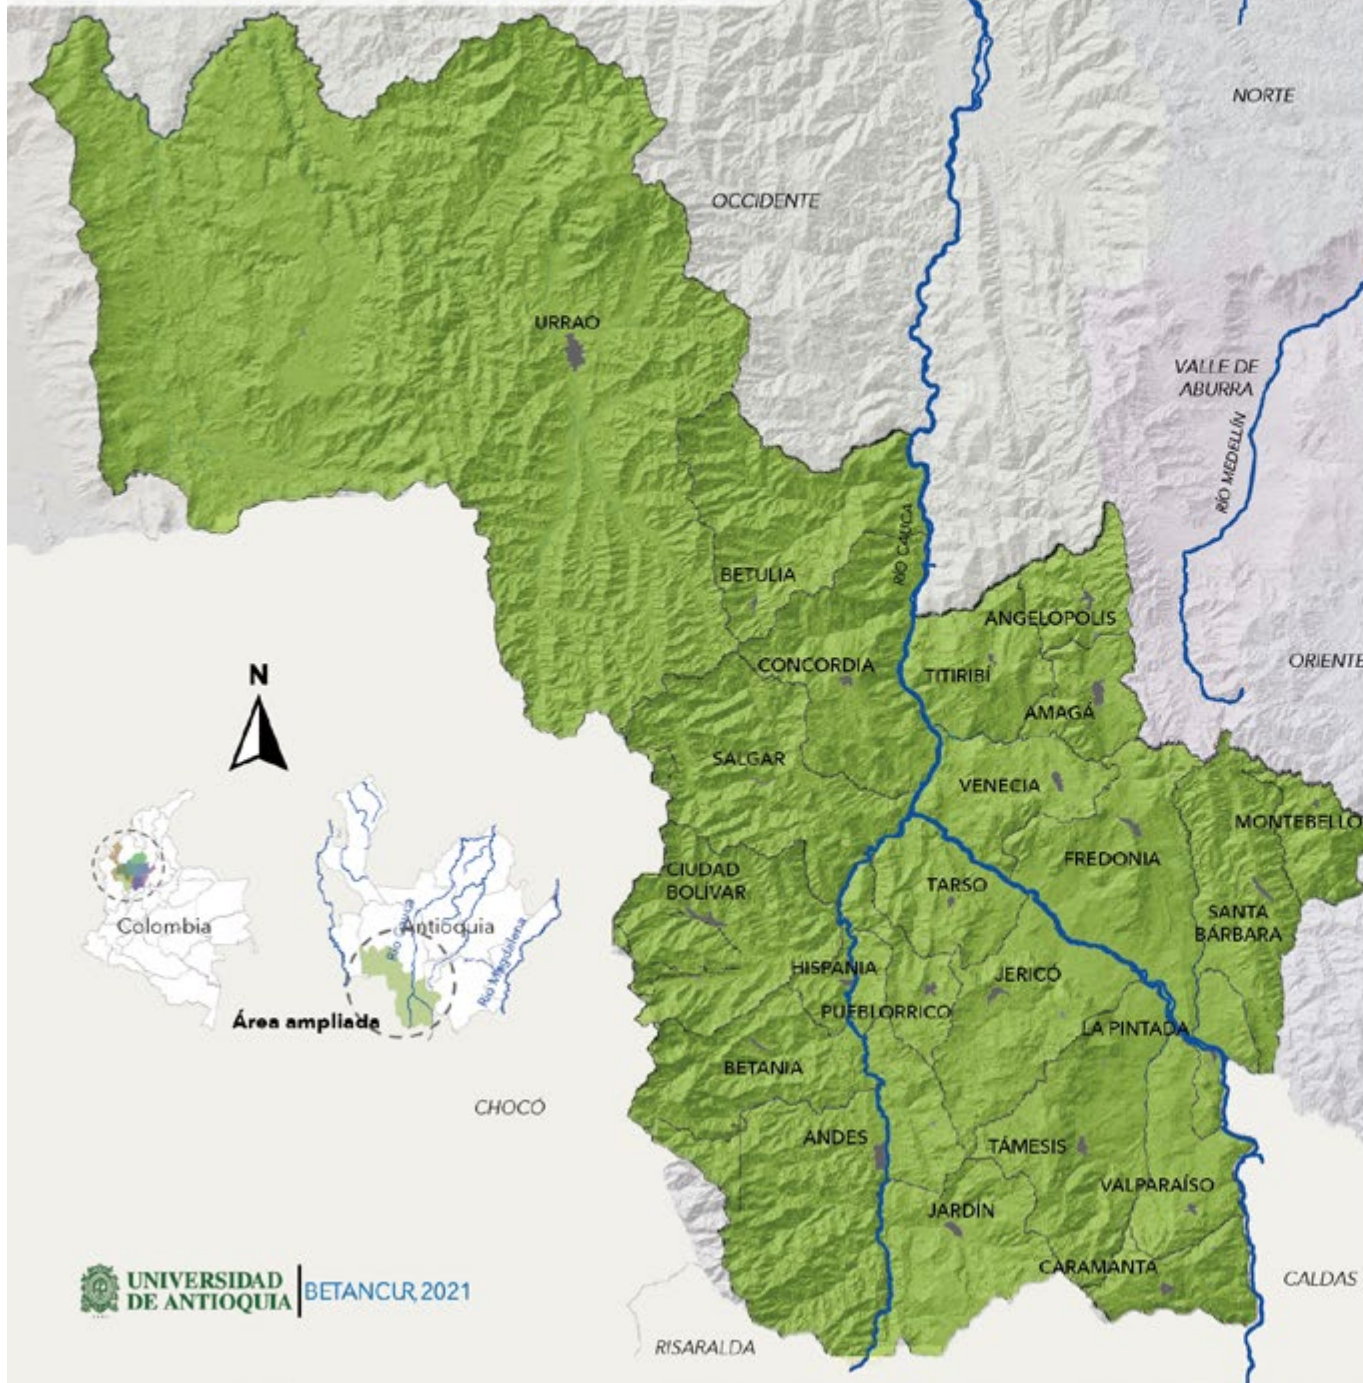 NORTE
OCCIDENTE
URRAO
VALLE DE
ABURRA
RÍO MEDELLÍN
RÍO CAUCA
BETULIA
ANGELÓPOLIS
ORIENTE
CONCORDIA
TITIRIBÍ
N
AMAGÁ
SALGAR
VENECIA
MONTEBELLO
FREDONIA
CIUDAD
BOLÍVAR
TARSO
SANTA
BÁRBARA
Colombia
Antioquia
Río Cauca
Río Magdalena
HISPANIA
JERICÓ
PUEBLORRICO
Área ampliada
LA PINTADA
BETANIA
CHOCÓ
ANDES
TÁMESIS
VALPARAÍSO
JARDÍN
CARAMANTA
CALDAS
UNIVERSIDAD
DE ANTIOQUIA
BETANCUR, 2021
RISARALDA